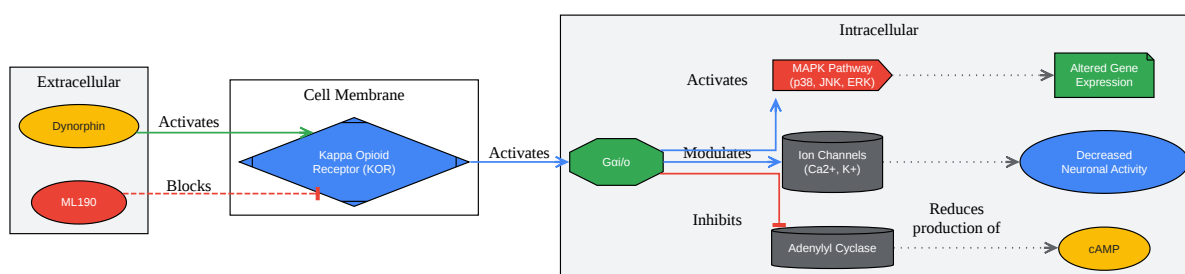 Extracellular
Dynorphin
ML190
Activates
Blocks
Cell Membrane
Kappa Opioid
Receptor (KOR)
Activates
Intracellular
Gαi/o
Activates
Modulates
Inhibits
MAPK Pathway
(p38, JNK, ERK)
Ion Channels
(Ca2+, K+)
Adenylyl Cyclase
Reduces
production of
Altered Gene
Expression
Decreased
Neuronal Activity
cAMP